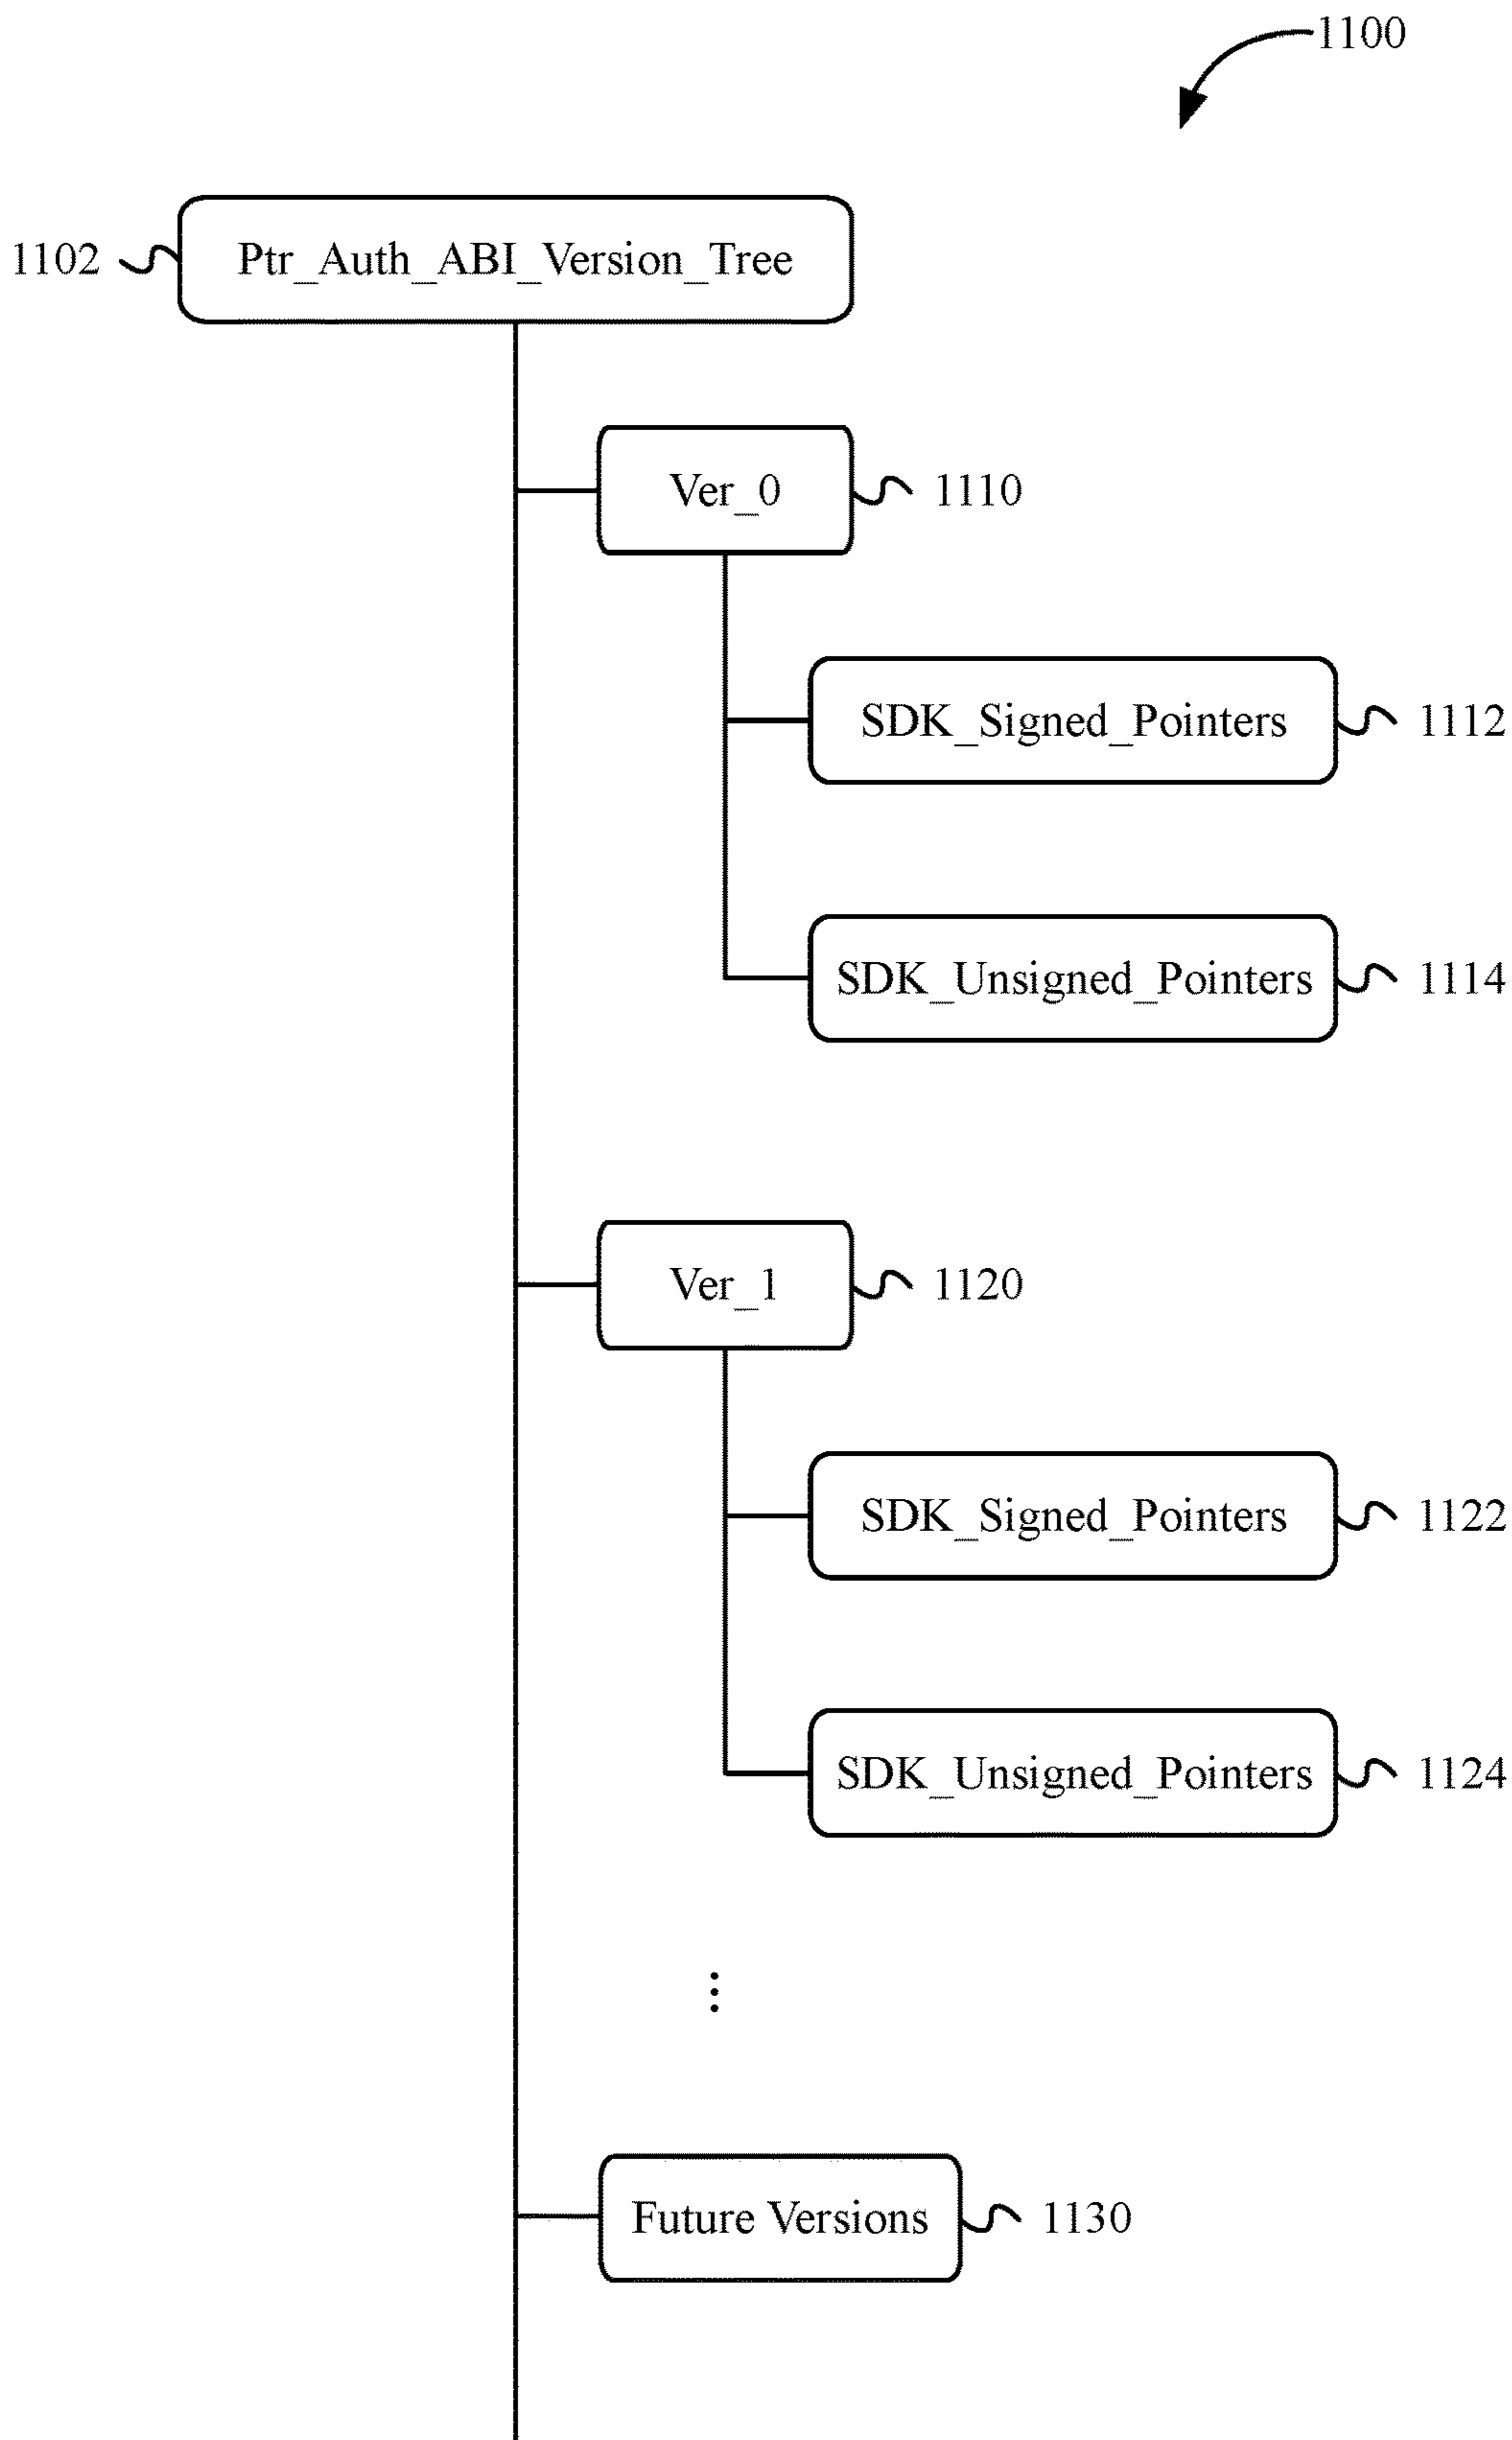 1100
1102 Ptr_Auth_ABI_Version_Tree
Ver_0 1110
SDK_Signed_Pointers 1112
SDK_Unsigned_Pointers 1114
Ver_1 1120
SDK_Signed_Pointers 1122
SDK_Unsigned_Pointers 1124
⋮
Future Versions 1130